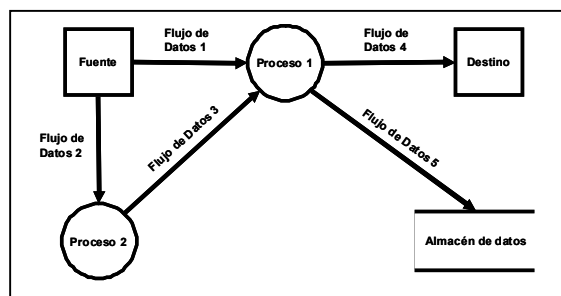 Fuente
Flujo de
Datos 1
Proceso 1
Flujo de
Datos 4
Destino
Flujo de
Datos 2
Flujo de Datos 3
Flujo de Datos 5
Proceso 2
Almacén de datos